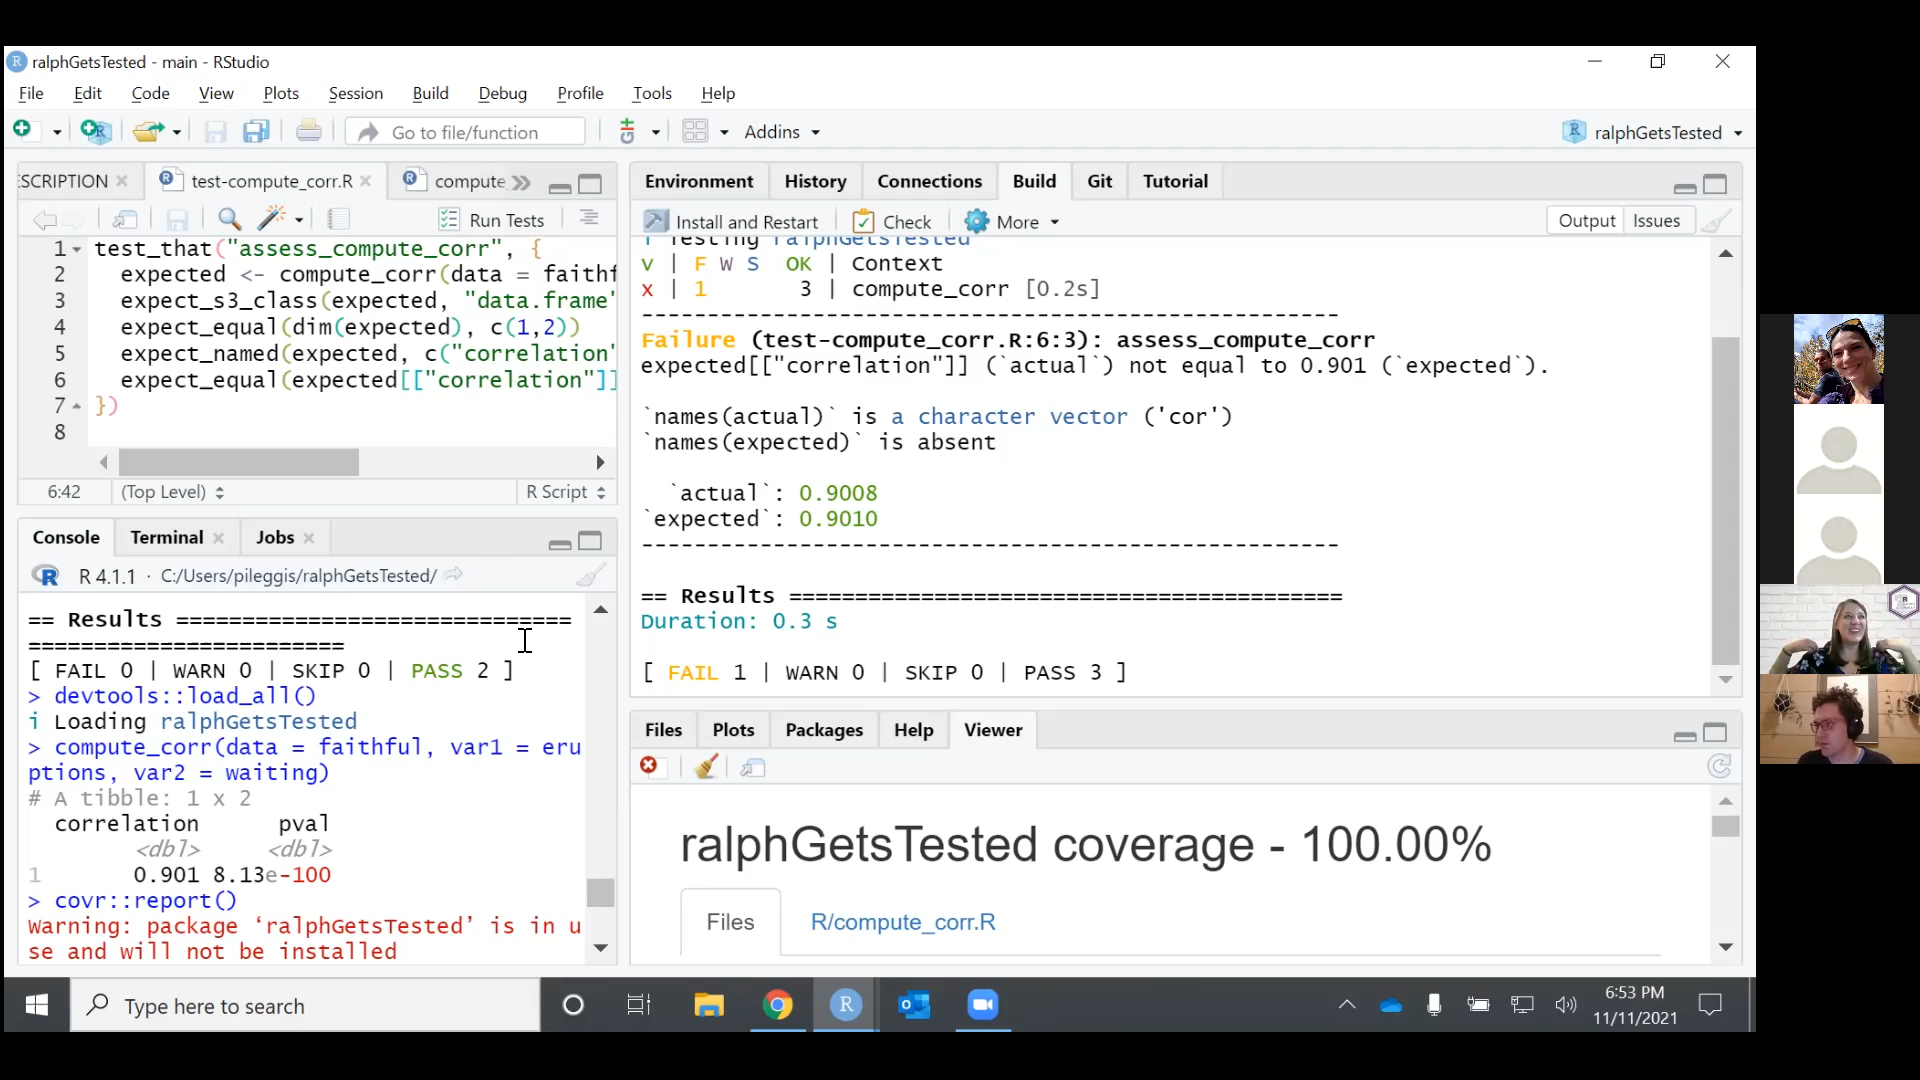 ralphGetsTested - main - RStudio
File Edit Code View Plots Session Build Debug Profile Tools Help
Go to file/function
Addins
ralphGetsTested
SCRIPTION
test-compute_corr.R
compute
Run Tests
1 test_that("assess_compute_corr", {
2 expected <- compute_corr(data = faithf
3 expect_s3_class(expected, "data.frame"
4 expect_equal(dim(expected), c(1,2))
5 expect_named(expected, c("correlation"
6 expect_equal(expected[["correlation"]]
7 })
8
6:42 (Top Level) R Script
Console Terminal Jobs
R 4.1.1 · C:/Users/pileggis/ralphGetsTested/
== Results ==============================
========================
[ FAIL 0 | WARN 0 | SKIP 0 | PASS 2 ]
> devtools::load_all()
i Loading ralphGetsTested
> compute_corr(data = faithful, var1 = eru
ptions, var2 = waiting)
# A tibble: 1 x 2
correlation pval
<dbl> <dbl>
1 0.901 8.13e-100
> covr::report()
Warning: package ‘ralphGetsTested’ is in u
se and will not be installed
Environment History Connections Build Git Tutorial
Install and Restart Check More Output Issues
i Testing ralphGetsTested
v | F W S OK | Context
x | 1 3 | compute_corr [0.2s]
-----------------------------------------------------
Failure (test-compute_corr.R:6:3): assess_compute_corr
expected[["correlation"]] (`actual`) not equal to 0.901 (`expected`).
`names(actual)` is a character vector ('cor')
`names(expected)` is absent
`actual`: 0.9008
`expected`: 0.9010
-----------------------------------------------------
== Results ==========================================
Duration: 0.3 s
[ FAIL 1 | WARN 0 | SKIP 0 | PASS 3 ]
Files Plots Packages Help Viewer
ralphGetsTested coverage - 100.00%
Files R/compute_corr.R
Type here to search
6:53 PM
11/11/2021